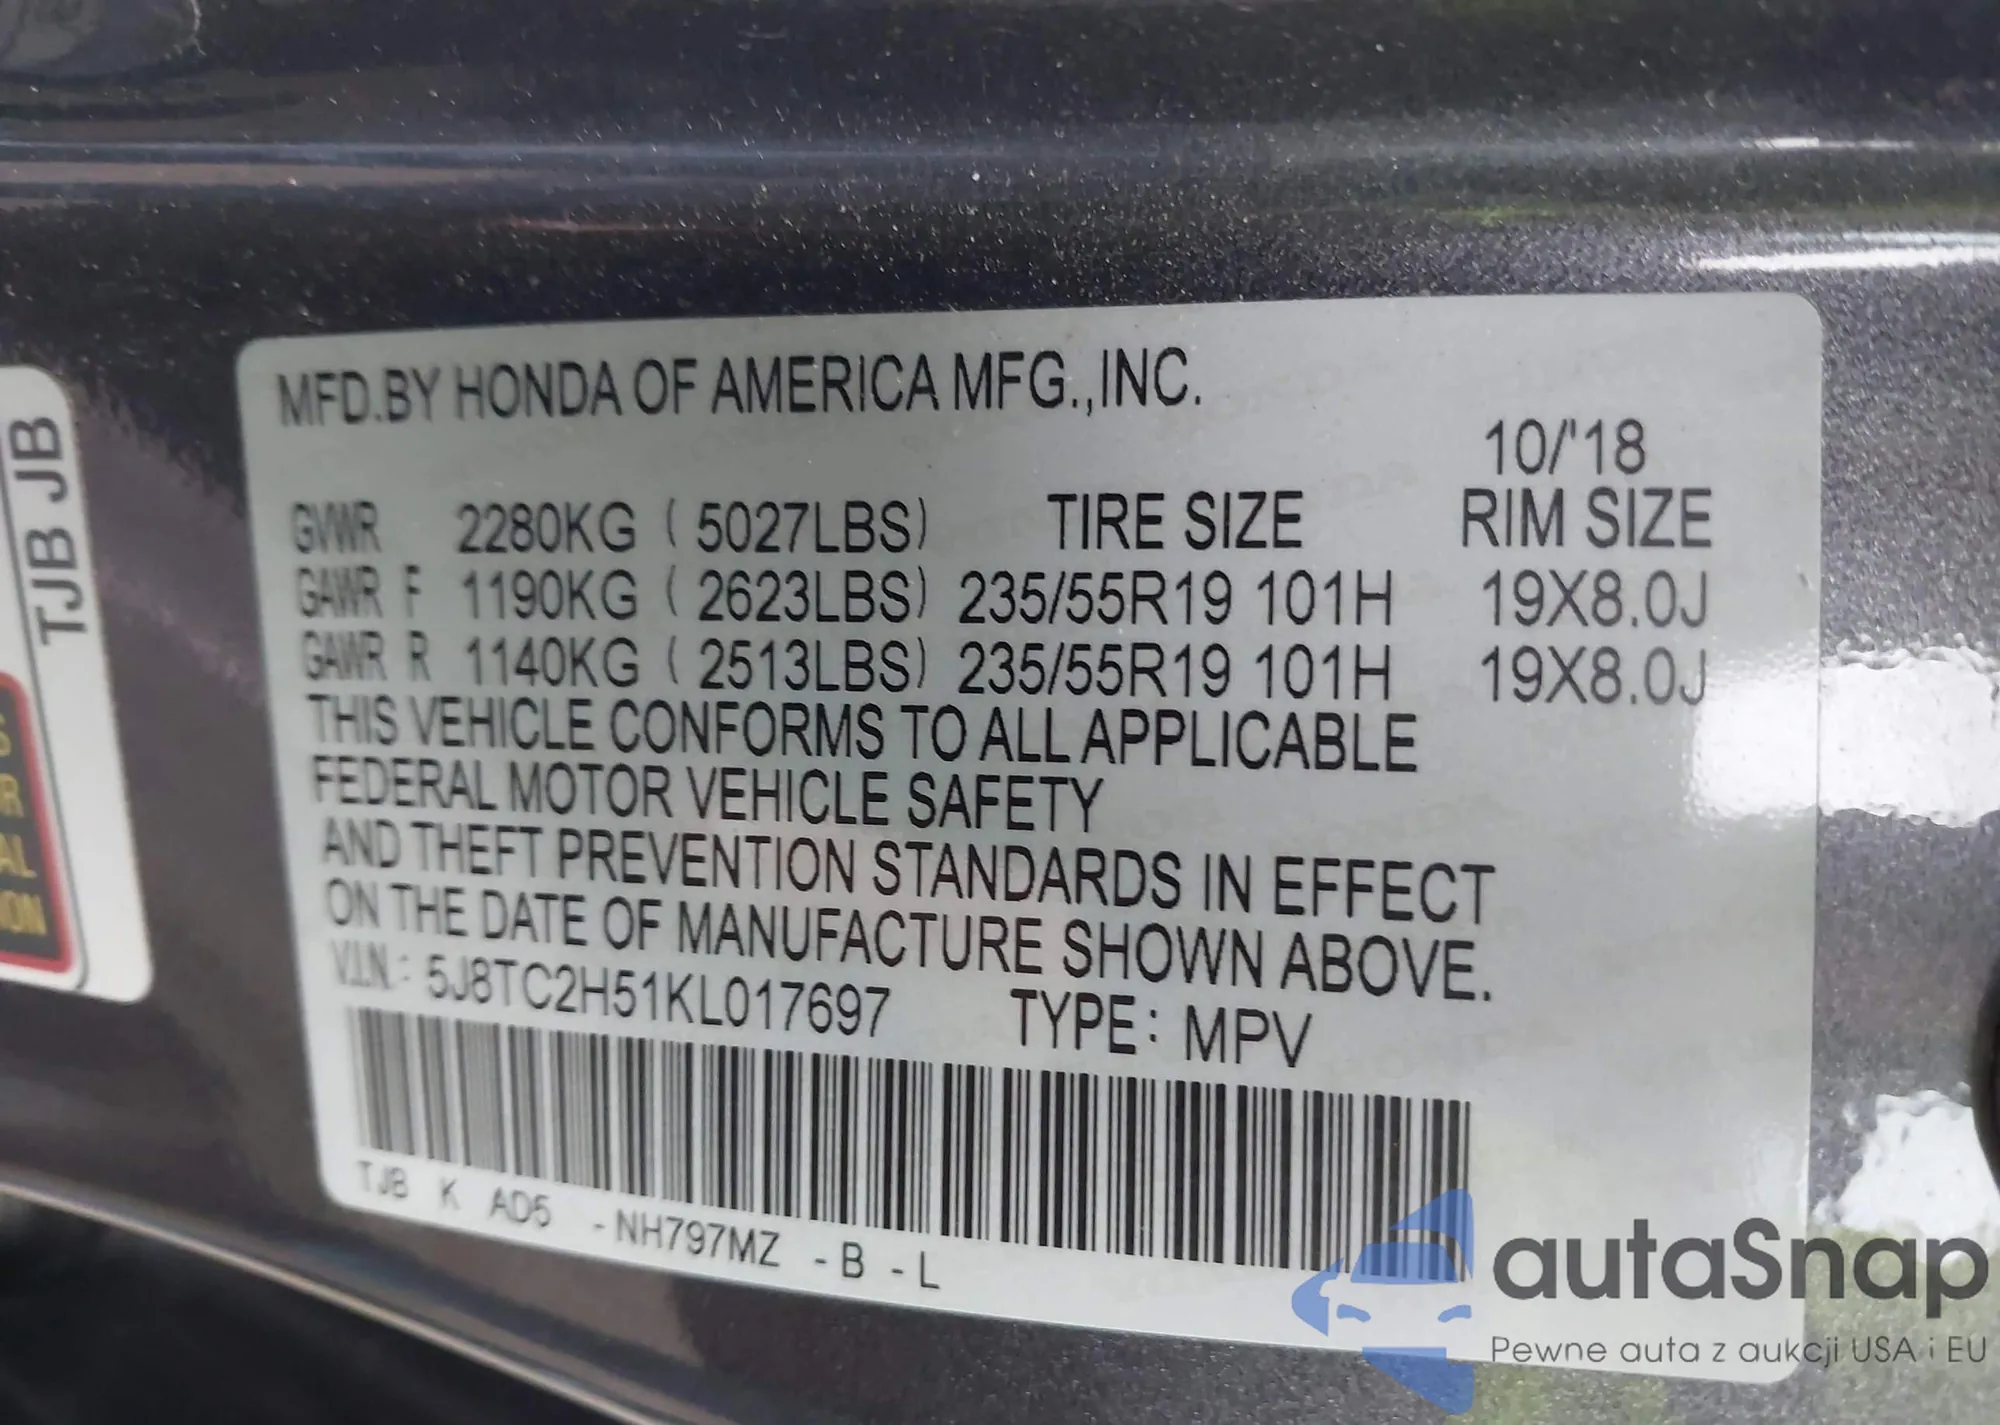 MFD.BY HONDA OF AMERICA MFG.,INC.
10/'18
GVWR 2280KG ( 5027LBS) TIRE SIZE RIM SIZE
GAWR F 1190KG ( 2623LBS) 235/55R19 101H 19X8.0J
GAWR R 1140KG ( 2513LBS) 235/55R19 101H 19X8.0J
THIS VEHICLE CONFORMS TO ALL APPLICABLE
FEDERAL MOTOR VEHICLE SAFETY
AND THEFT PREVENTION STANDARDS IN EFFECT
ON THE DATE OF MANUFACTURE SHOWN ABOVE.
V.I.N.: 5J8TC2H51KL017697 TYPE: MPV
TJB K AD5 -NH797MZ -B -L
TJB JB
autaSnap
Pewne auta z aukcji USA i EU